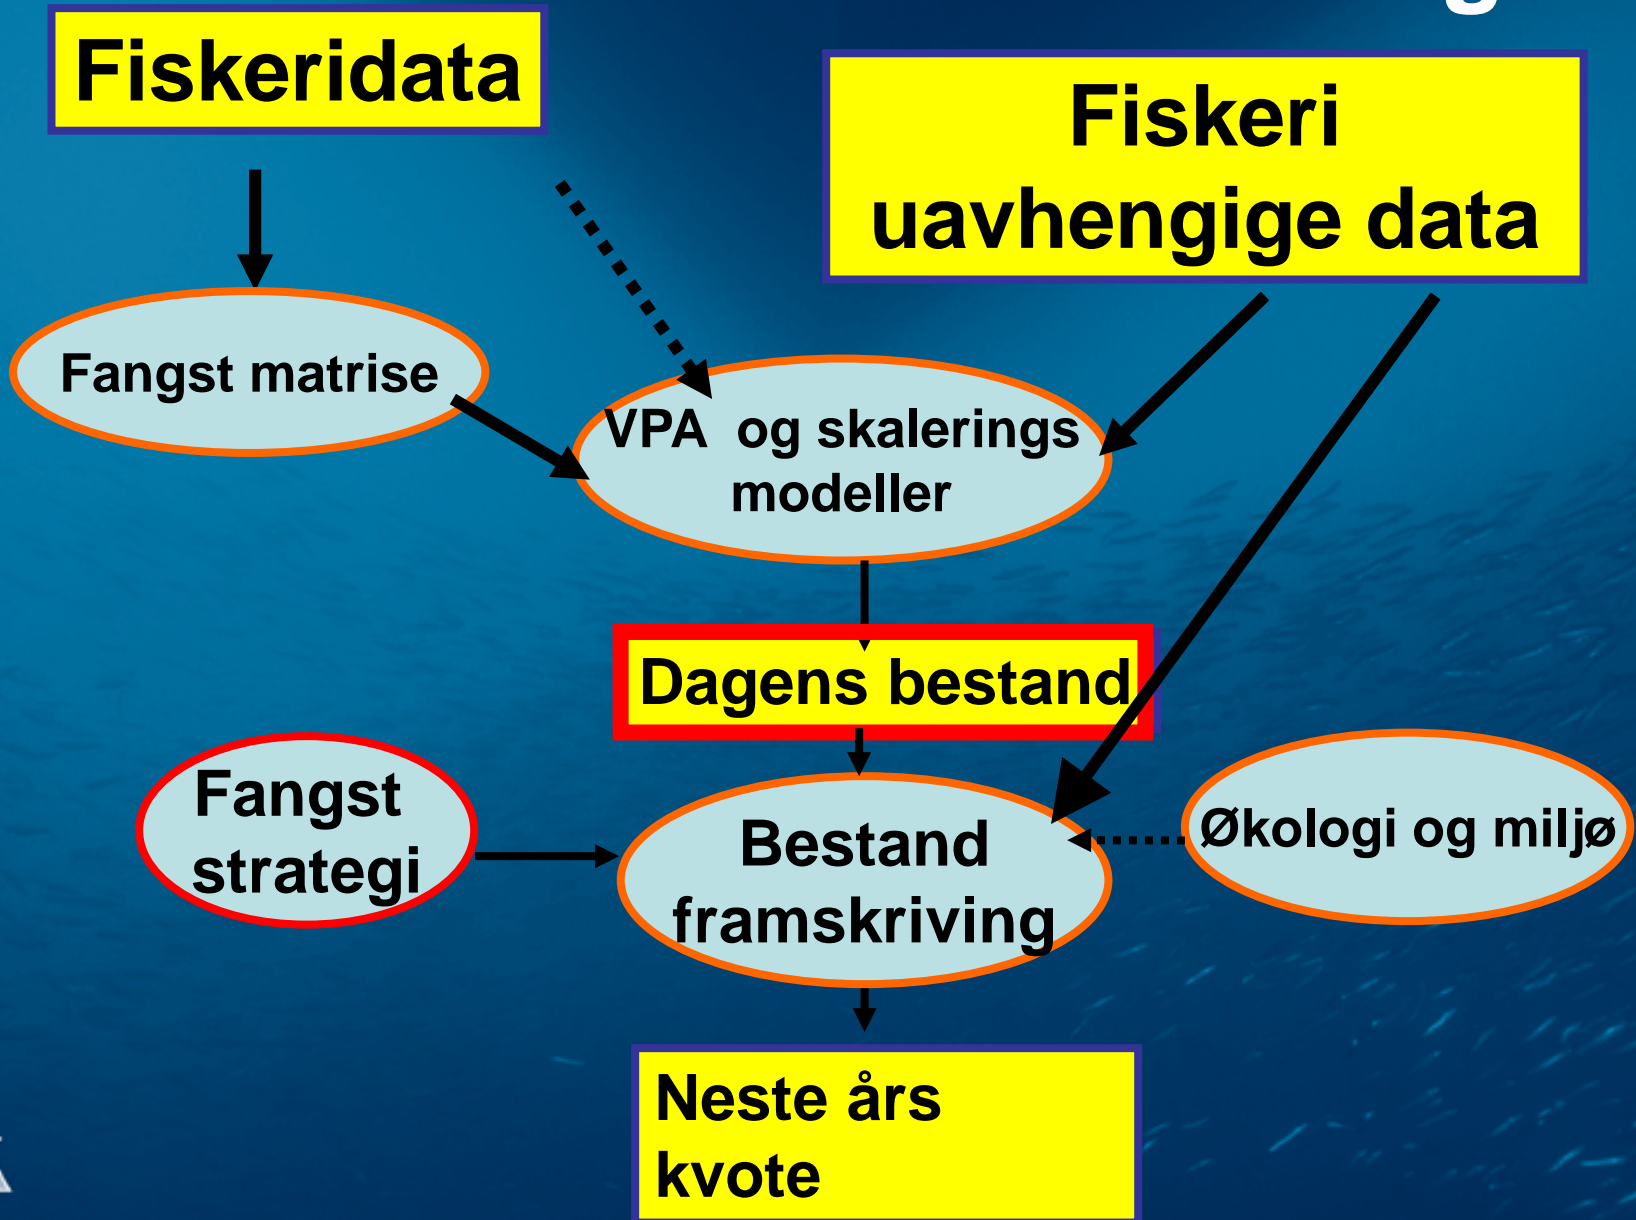 Fiskeridata
Fiskeri
uavhengige data
Fangst matrise
VPA og skalerings
modeller
Dagens bestand
Fangst
strategi
Bestand
framskriving
Økologi og miljø
Neste års
kvote